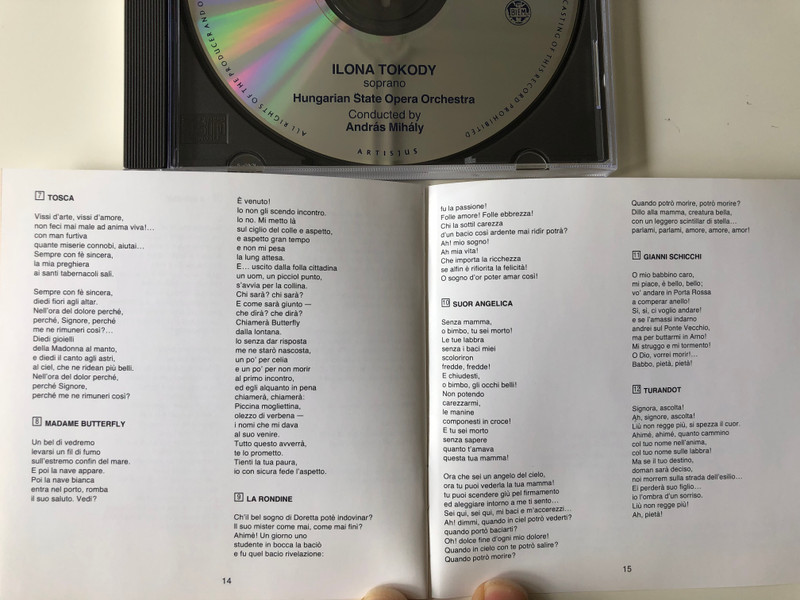 ALL RIGHTS OF THE PRODUCER AND O
CASTING OF THIS RECORD PROHIBITED
BIEM
ILONA TOKODY
soprano
Hungarian State Opera Orchestra
Conducted by
András Mihály
ARTISJUS
7 TOSCA
Vissi d'arte, vissi d'amore,
non feci mai male ad anima viva!...
con man furtiva
quante miserie connobi, aiutai...
Sempre con fè sincera,
la mia preghiera
ai santi tabernacoli sali.
Sempre con fè sincera,
diedi fiori agli altar.
Nell'ora del dolore perché,
perché, Signore, perché
me ne rimuneri così?...
Diedi gioielli
della Madonna al manto,
e diedi il canto agli astri,
al ciel, che ne ridean più belli.
Nell'ora del dolor perché,
perché Signore,
perché me ne rimuneri così?
8 MADAME BUTTERFLY
Un bel dì vedremo
levarsi un fil di fumo
sull'estremo confin del mare.
E poi la nave appare.
Poi la nave bianca
entra nel porto, romba
il suo saluto. Vedi?
È venuto!
Io non gli scendo incontro.
Io no. Mi metto là
sul ciglio del colle e aspetto,
e aspetto gran tempo
e non mi pesa
la lung attesa.
E... uscito dalla folla cittadina
un uom, un picciol punto,
s'avvia per la collina.
Chi sarà? chi sarà?
E come sarà giunto —
che dirà? che dirà?
Chiamerà Butterfly
dalla lontana.
Io senza dar risposta
me ne starò nascosta,
un po' per celia
e un po' per non morir
al primo incontro,
ed egli alquanto in pena
chiamerà, chiamerà:
Piccina mogliettina,
olezzo di verbena —
i nomi che mi dava
al suo venire.
Tutto questo avverrà,
te lo prometto.
Tienti la tua paura,
io con sicura fede l'aspetto.
9 LA RONDINE
Ch'il bel sogno di Doretta potè indovinar?
Il suo mister come mai, come mai finì?
Ahimè! Un giorno uno
studente in bocca la baciò
e fu quel bacio rivelazione:
14
fu la passione!
Folle amore! Folle ebbrezza!
Chi la sottil carezza
d'un bacio così ardente mai ridir potrà?
Ah! mio sogno!
Ah mia vita!
Che importa la ricchezza
se alfin è rifiorita la felicità!
O sogno d'or poter amar così!
10 SUOR ANGELICA
Senza mamma,
o bimbo, tu sei morto!
Le tue labbra
senza i baci miei
scoloriron
fredde, fredde!
E chiudesti,
o bimbo, gli occhi belli!
Non potendo
carezzarmi,
le manine
componesti in croce!
E tu sei morto
senza sapere
quanto t'amava
questa tua mamma!
Ora che sei un angelo del cielo,
ora tu puoi vederla la tua mamma!
tu puoi scendere giù pel firmamento
ed aleggiare intorno a me ti sento...
Sei qui, sei qui, mi baci e m'accerezzi...
Ah! dimmi, quando in ciel potrò vederti?
quando portò baciarti?
Oh! dolce fine d'ogni mio dolore!
Quando in cielo con te potrò salire?
Quando potrò morire?
Quando potrò morire, potrò morire?
Dillo alla mamma, creatura bella,
con un leggero scintillar di stella...
parlami, parlami, amore, amore, amor!
11 GIANNI SCHICCHI
O mio babbino caro,
mi piace, è bello, bello;
vo' andare in Porta Rossa
a comperar anello!
Sì, sì, ci voglio andare!
e se l'amassi indarno
andrei sul Ponte Vecchio,
ma per buttarmi in Arno!
Mi struggo e mi tormento!
O Dio, vorrei morir!...
Babbo, pietà, pietà!
12 TURANDOT
Signora, ascolta!
Ah, signore, ascolta!
Liù non regge più, si spezza il cuor.
Ahimé, ahimé, quanto cammino
col tuo nome nell'anima,
col tuo nome sulle labbra!
Ma se il tuo destino,
doman sarà deciso,
noi morrem sulla strada dell'esilio...
Ei perderà suo figlio...
io l'ombra d'un sorriso.
Liù non regge più!
Ah, pietà!
15